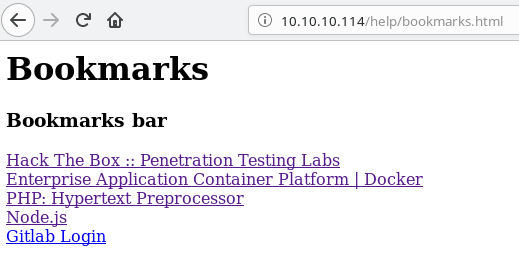 10.10.10.114/help/bookmarks.html
Bookmarks
Bookmarks bar
Hack The Box :: Penetration Testing Labs
Enterprise Application Container Platform | Docker
PHP: Hypertext Preprocessor
Node.js
Gitlab Login